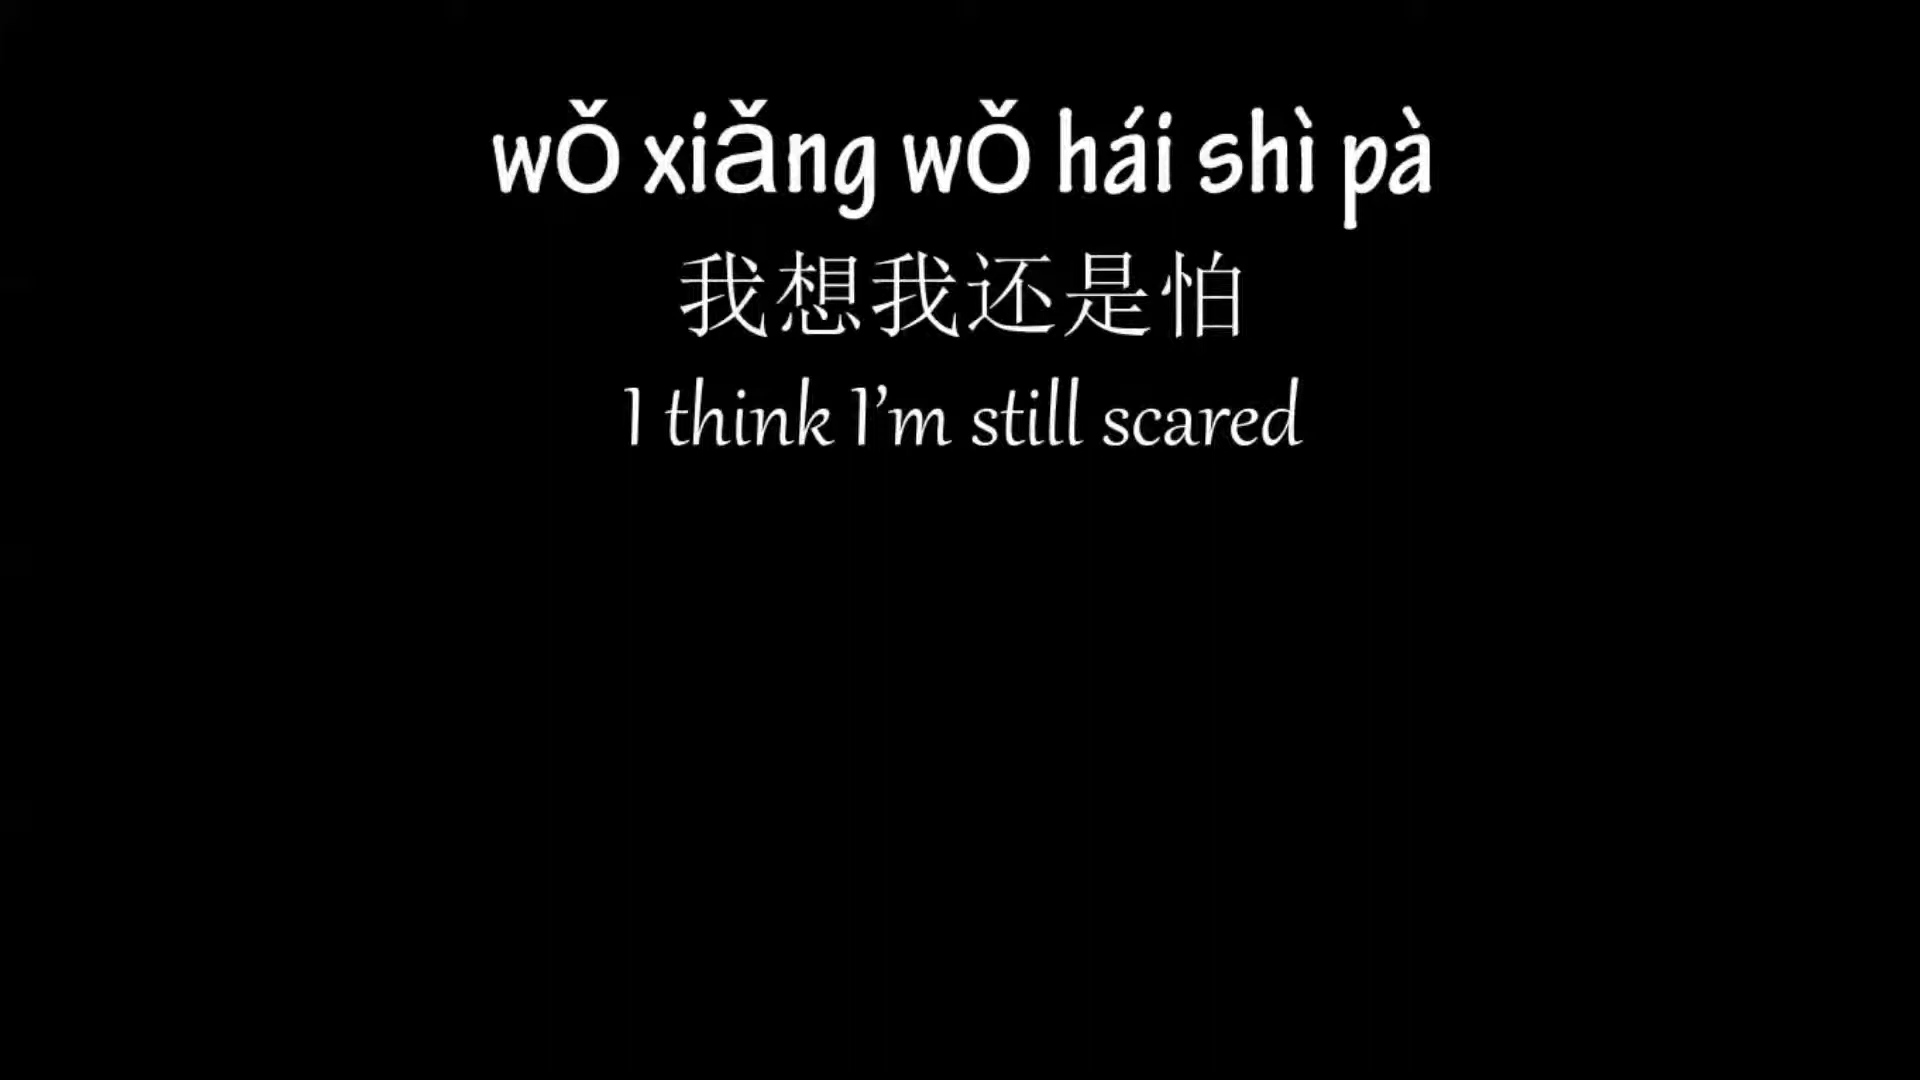 wǒ xiǎng wǒ hái shì pà
我想我还是怕
I think I’m still scared